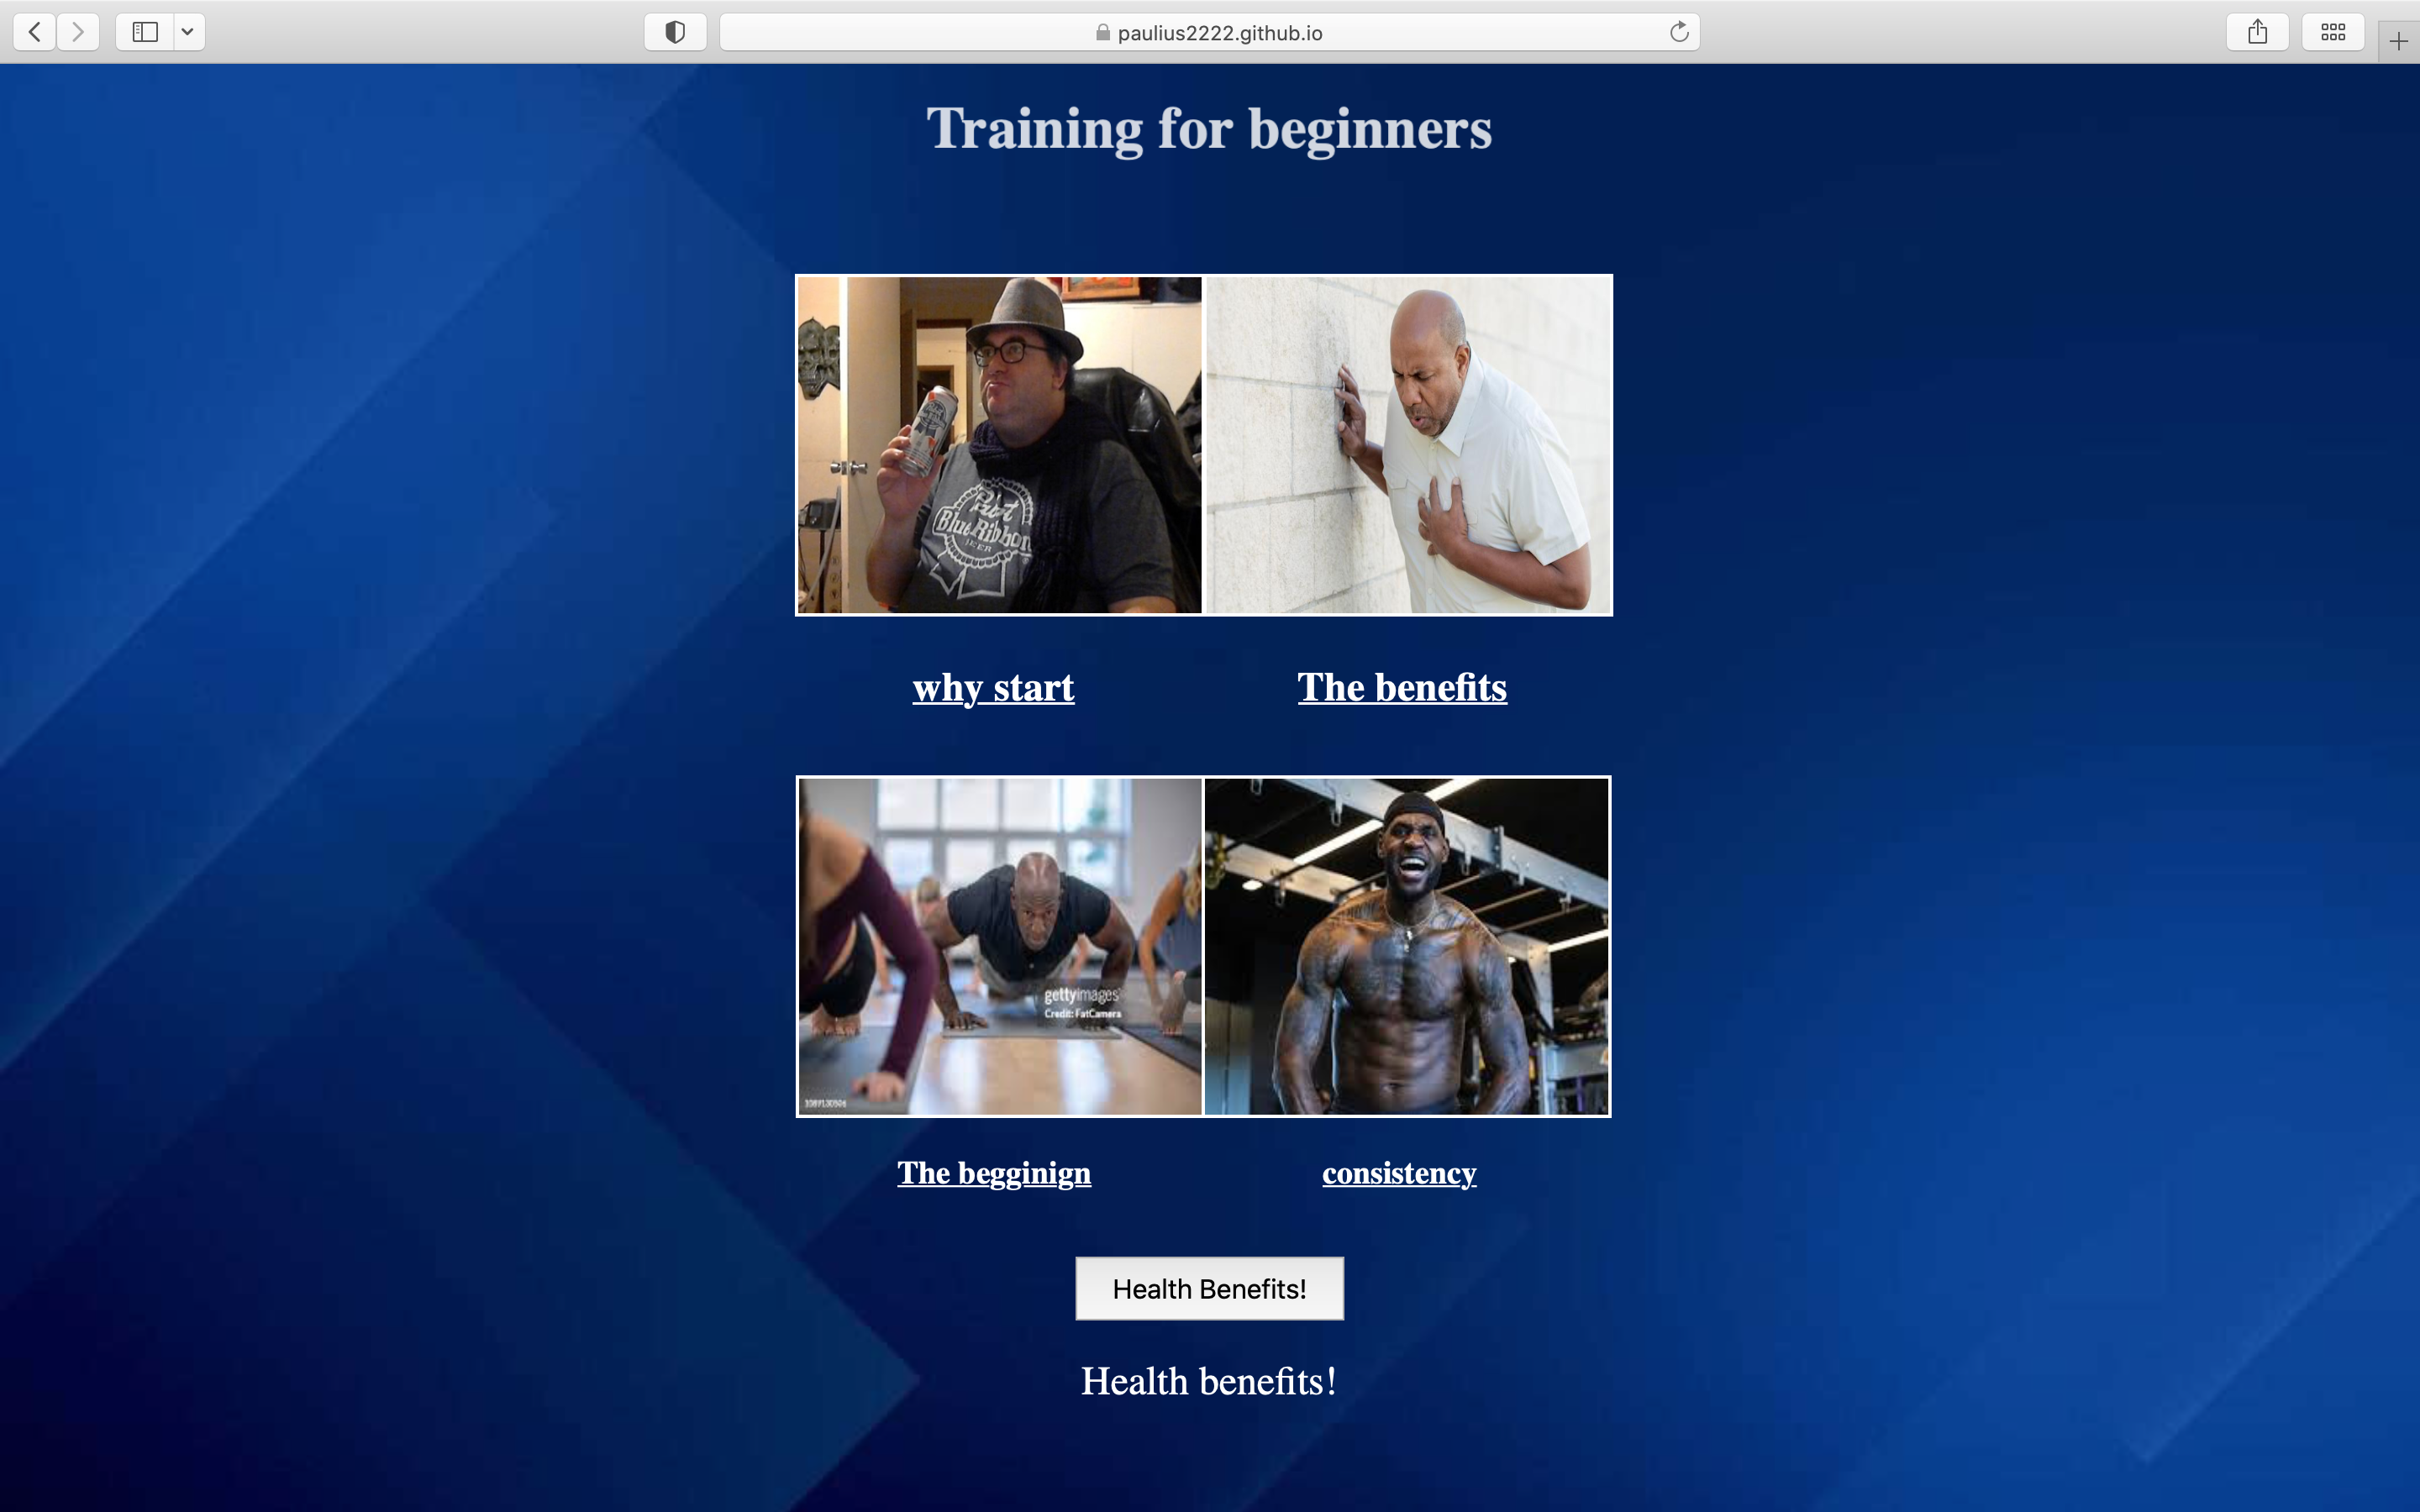 paulius2222.github.io
Training for beginners
Pabst
Blue Ribbon
BEER
why start
The benefits
gettyimages
Credit: FatCamera
The begginign
consistency
Health Benefits!
Health benefits!